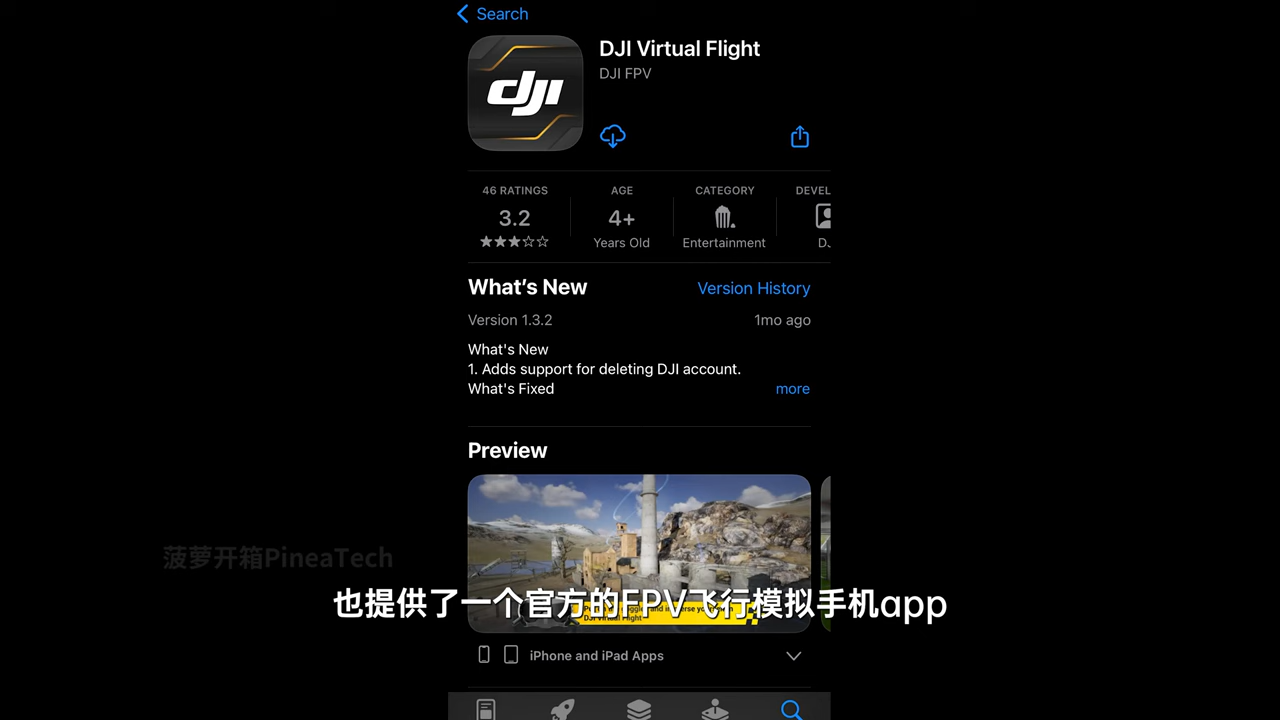 Search
DJI Virtual Flight
DJI FPV
dji
46 RATINGS
AGE
CATEGORY
DEVEL
3.2
4+
Years Old
Entertainment
What's New
Version History
Version 1.3.2
1mo ago
What's New
1. Adds support for deleting DJI account.
What's Fixed
more
Preview
菠萝开箱PineaTech
也提供了一个官方的FPV飞行模拟手机app
DJI Virtual Flight
iPhone and iPad Apps